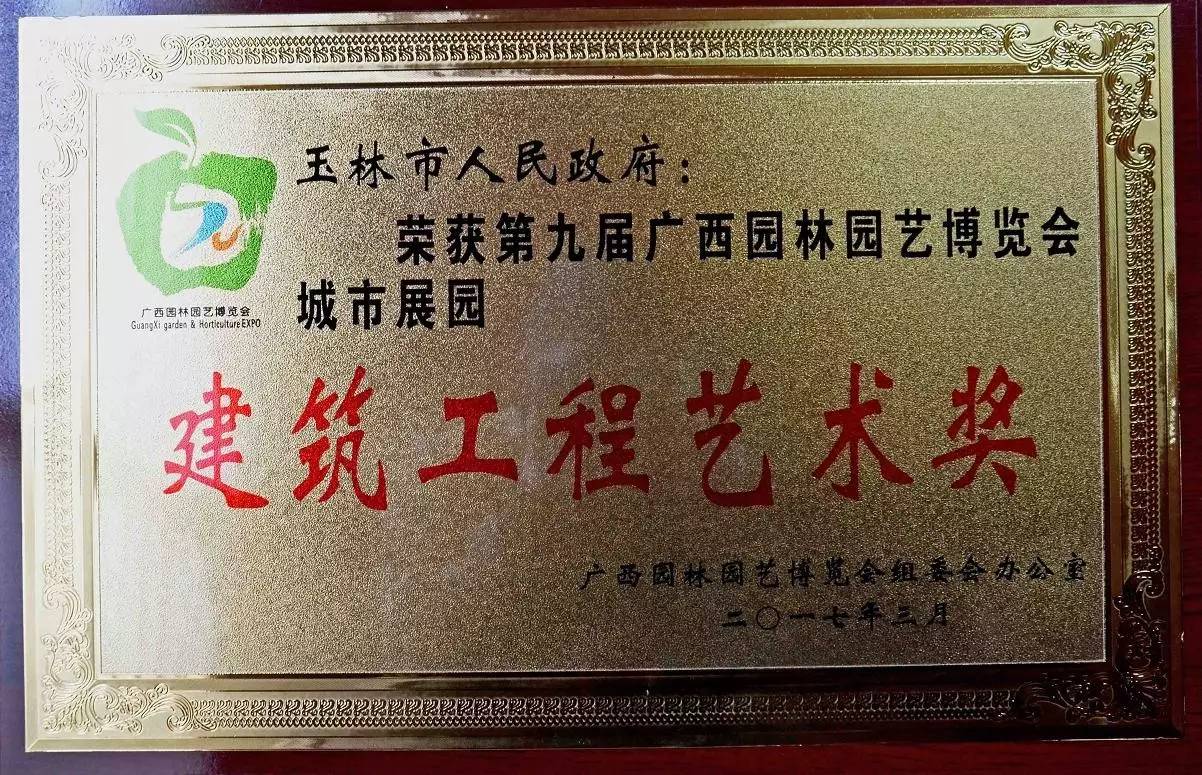 玉林市人民政府：
荣获第九届广西园林园艺博览会
城市展园
广西园林园艺博览会
GuangXi garden & Horticulture EXPO
建筑工程艺术奖
广西园林园艺博览会组委会办公室
二〇一七年三月